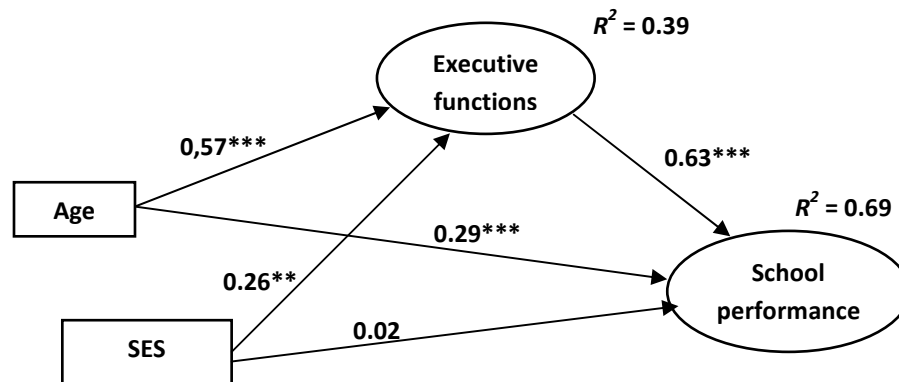 R² = 0.39
Executive
functions
0,57***
0.63***
Age
R² = 0.69
0.29***
0.26**
School
performance
0.02
SES